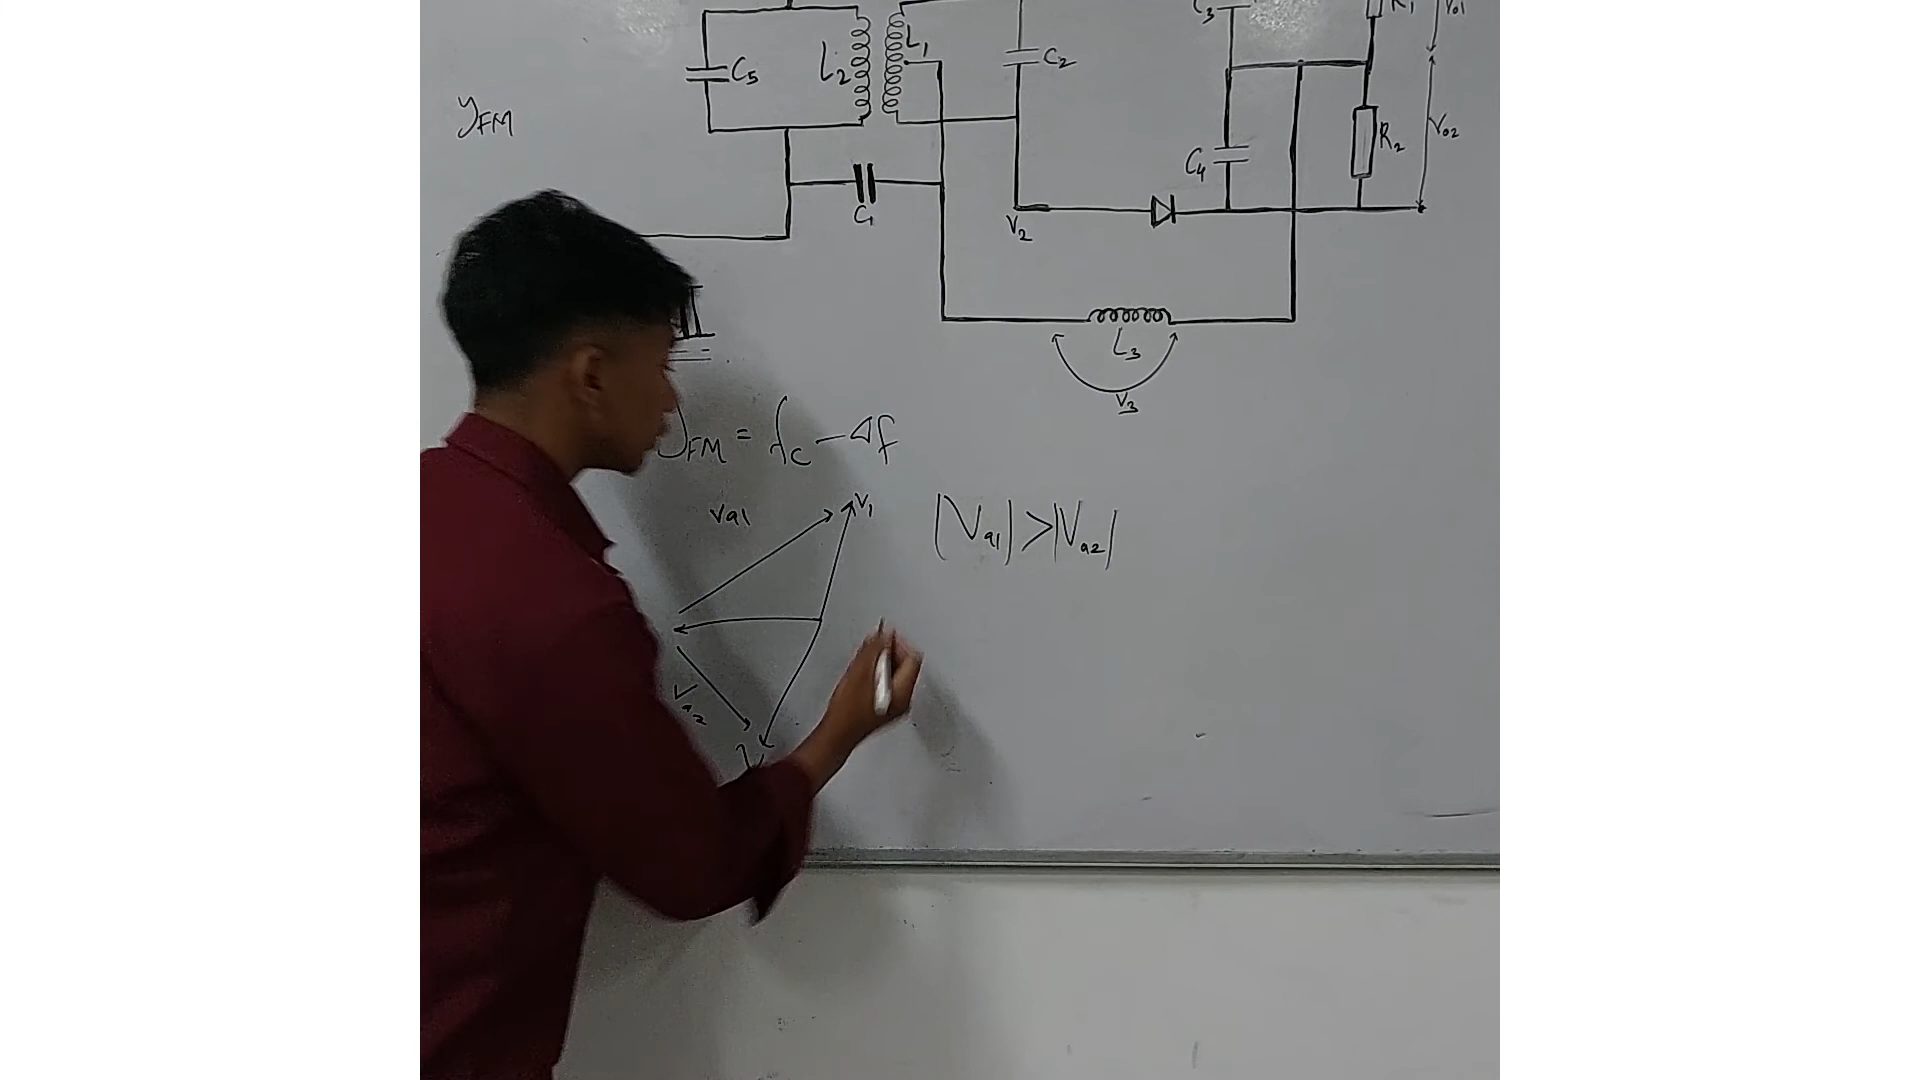 C3
R1
Vo1
C5
L2
L1
C2
yFM
C4
R2
Vo2
C1
V2
L3
V3
yFM = fc - Δf
Va1
V1
|Va1| > |Va2|
Va2